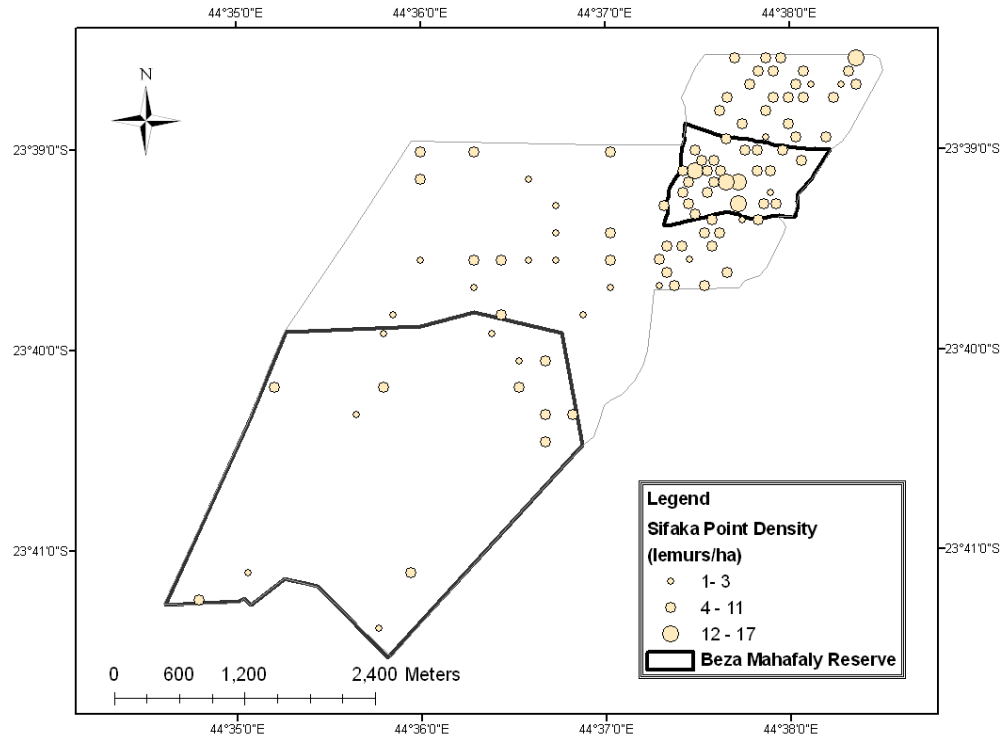 44°35'0"E 44°36'0"E 44°37'0"E 44°38'0"E
N
23°39'0"S 23°39'0"S
23°40'0"S 23°40'0"S
23°41'0"S 23°41'0"S
Legend
Sifaka Point Density
(lemurs/ha)
1- 3
4 - 11
12 - 17
Beza Mahafaly Reserve
0 600 1,200 2,400 Meters
44°35'0"E 44°36'0"E 44°37'0"E 44°38'0"E